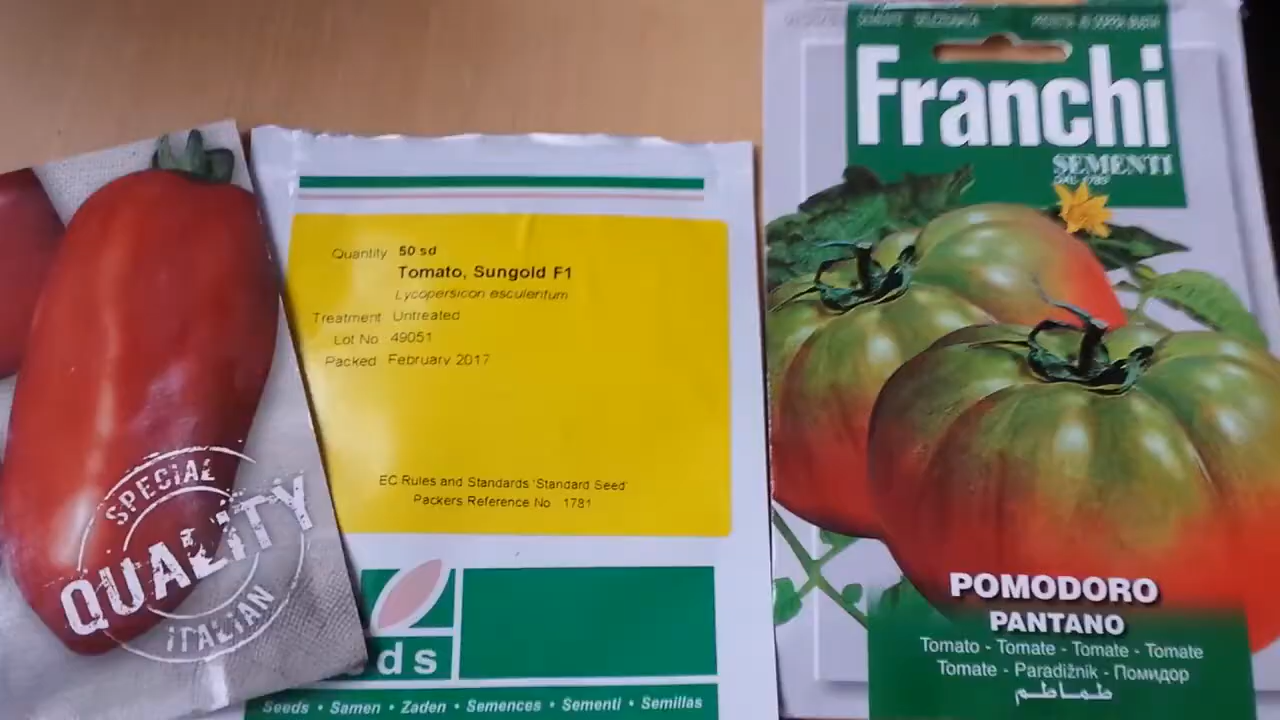 SPECIAL
QUALITY
ITALIAN
Quantity 50 sd
Tomato, Sungold F1
Lycopersicon esculentum
Treatment Untreated
Lot No 49051
Packed February 2017
EC Rules and Standards 'Standard Seed'
Packers Reference No 1781
ds
Seeds • Samen • Zaden • Semences • Sementi • Semillas
Franchi
SEMENTI
DAL 1783
POMODORO
PANTANO
Tomato - Tomate - Tomate - Tomate
Tomate - Paradižnik - Помидор
طماطم